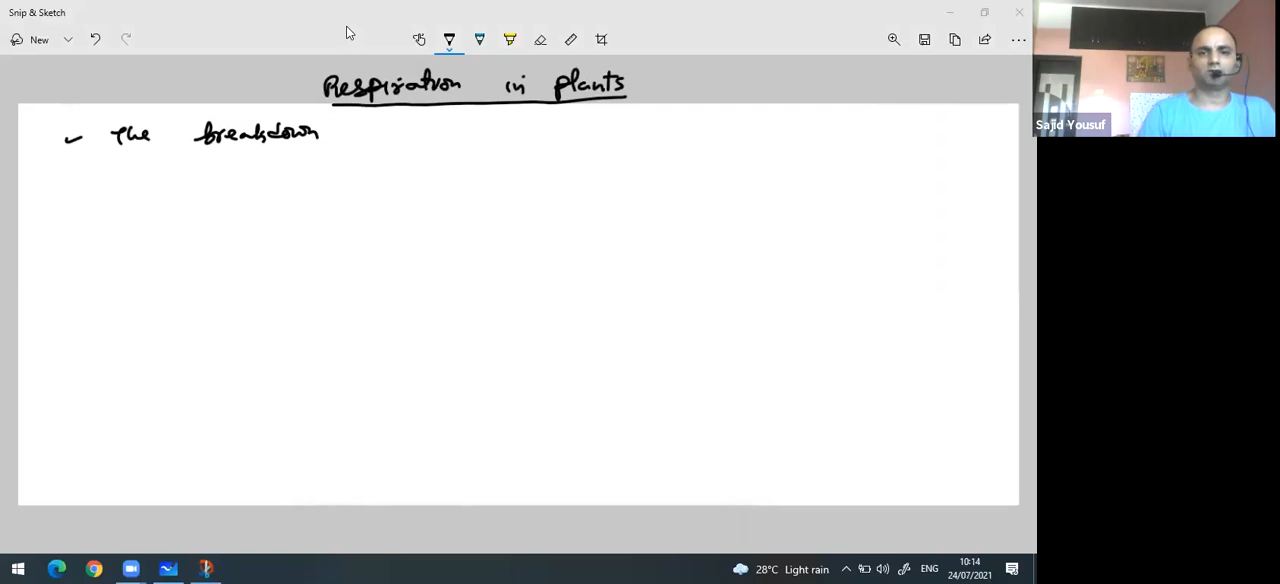 Snip & Sketch
New
Respiration in plants
✓ The breakdown
Sajid Yousuf
28°C Light rain
ENG
10:14
24/07/2021